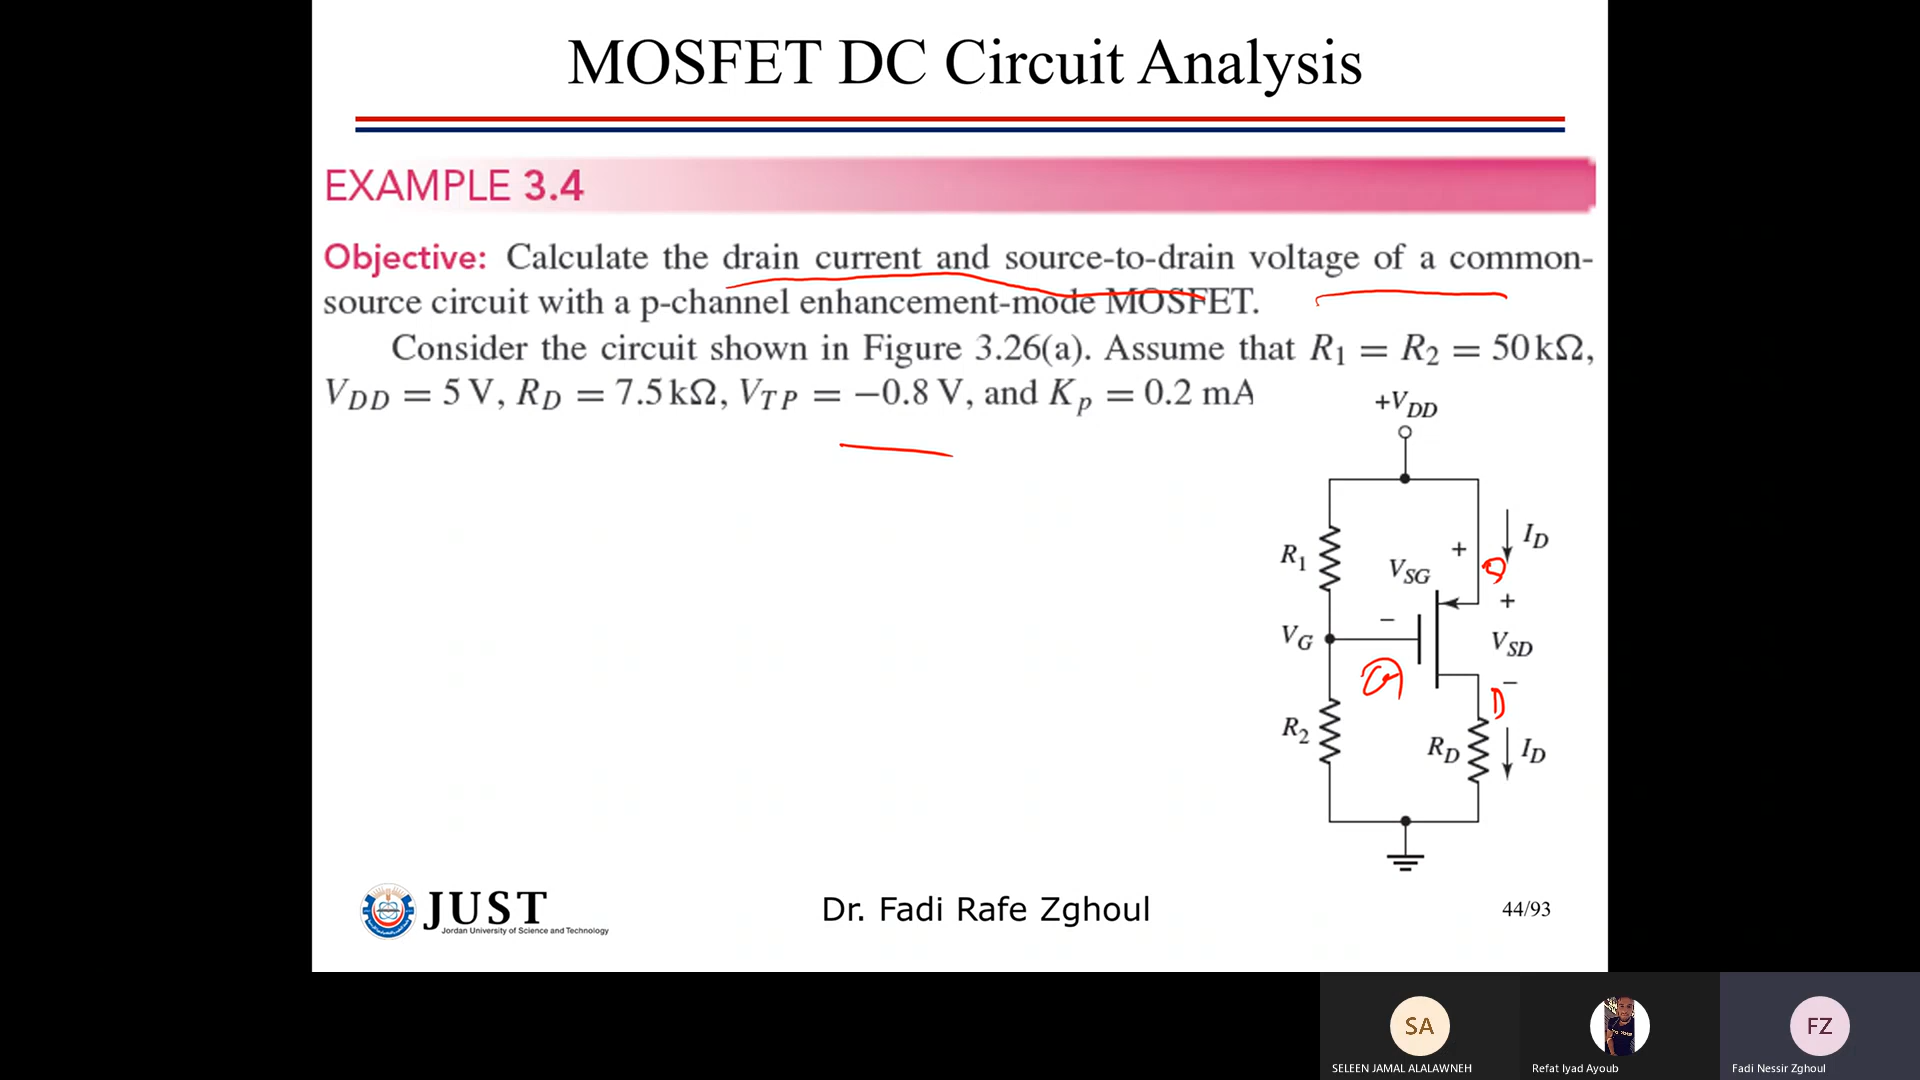 MOSFET DC Circuit Analysis
EXAMPLE 3.4
Objective: Calculate the drain current and source-to-drain voltage of a common-
source circuit with a p-channel enhancement-mode MOSFET.
Consider the circuit shown in Figure 3.26(a). Assume that R₁ = R₂ = 50 kΩ,
V_DD = 5 V, R_D = 7.5 kΩ, V_TP = −0.8 V, and K_p = 0.2 mA
+V_DD
I_D
R₁
+
V_SG
S
+
−
V_G
V_SD
G
−
D
R₂
R_D
I_D
JUST
Jordan University of Science and Technology
Dr. Fadi Rafe Zghoul
44/93
SA
FZ
SELEEN JAMAL ALALAWNEH
Refat Iyad Ayoub
Fadi Nessir Zghoul